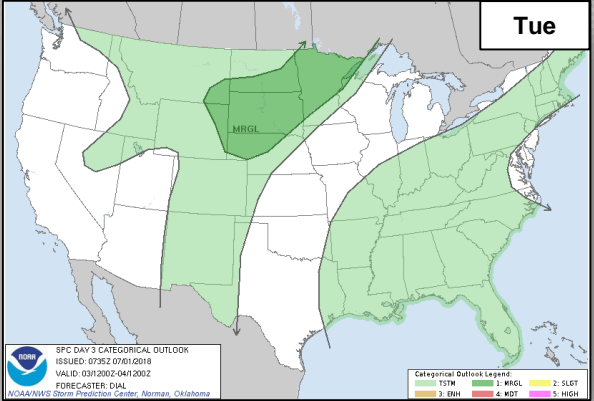 Tue
MRGL
SPC DAY 3 CATEGORICAL OUTLOOK
ISSUED: 0735Z 07/01/2018
VALID: 03/1200Z-04/1200Z
FORECASTER: DIAL
NOAA/NWS Storm Prediction Center, Norman, Oklahoma
NOAA
Categorical Outlook Legend:
TSTM 1: MRGL 2: SLGT
3: ENH 4: MDT 5: HIGH